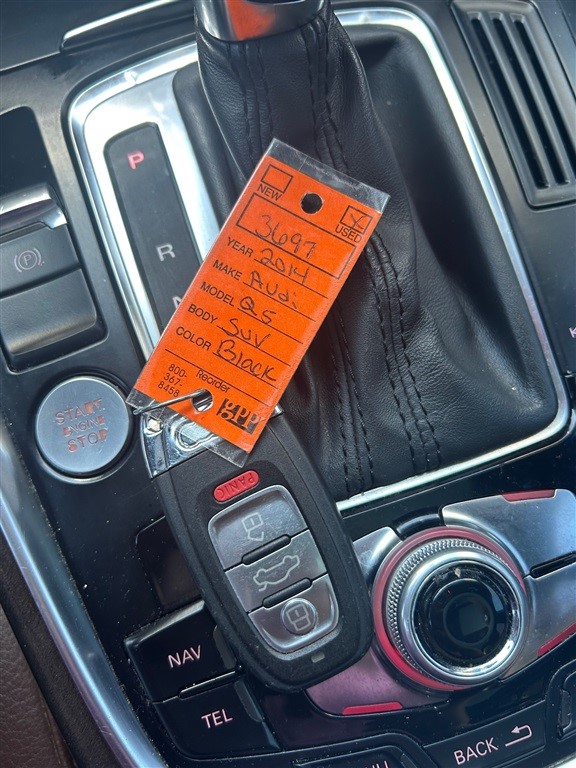 NEW
X
USED
3697
YEAR 2014
MAKE Audi
MODEL Q5
BODY SUV
COLOR Black
800-
367-
8458
Reorder
gpp
P
R
N
START
ENGINE
STOP
PANIC
NAV
TEL
BACK